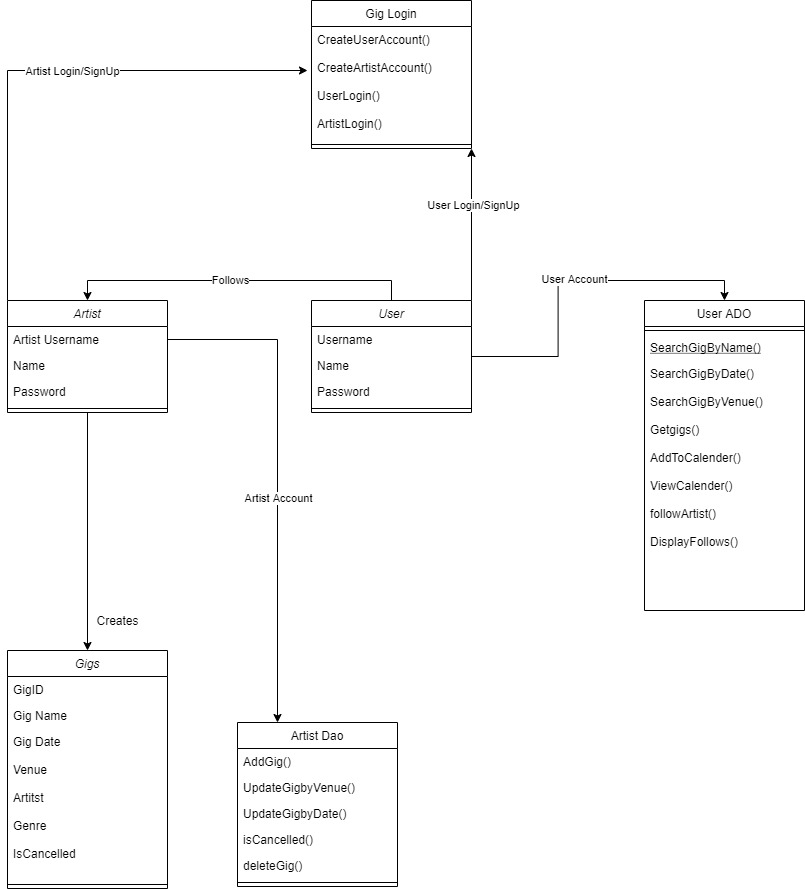 Gig Login
CreateUserAccount()
CreateArtistAccount()
UserLogin()
ArtistLogin()
Artist Login/SignUp
User Login/SignUp
Follows
User Account
Artist
Artist Username
Name
Password
User
Username
Name
Password
User ADO
SearchGigByName()
SearchGigByDate()
SearchGigByVenue()
Getgigs()
AddToCalender()
ViewCalender()
followArtist()
DisplayFollows()
Artist Account
Creates
Gigs
GigID
Gig Name
Gig Date
Venue
Artitst
Genre
IsCancelled
Artist Dao
AddGig()
UpdateGigbyVenue()
UpdateGigbyDate()
isCancelled()
deleteGig()